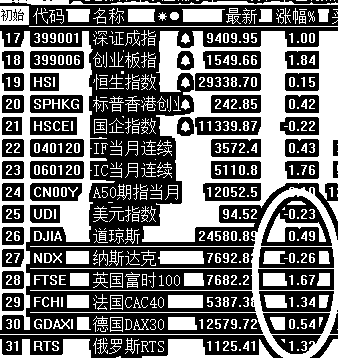 初始 代码 名称 最新 涨幅%
17 399001 深证成指 9409.95 1.00
18 399006 创业板指 1549.66 1.84
19 HSI 恒生指数 29338.70 0.15
20 SPHKG 标普香港创业 242.85 0.42
21 HSCEI 国企指数 11339.87 -0.22
22 040120 IF当月连续 3572.4 0.43
23 060120 IC当月连续 5110.8 1.76
24 CN00Y A50期指当月 12052.5
25 UDI 美元指数 94.52 -0.23
26 DJIA 道琼斯 24580.89 0.49
27 NDX 纳斯达克 7692.8 -0.26
28 FTSE 英国富时100 7682.2 1.67
29 FCHI 法国CAC40 5387.38 1.34
30 GDAXI 德国DAX30 12579.72 0.54
31 RTS 俄罗斯RTS 1125.41 1.32